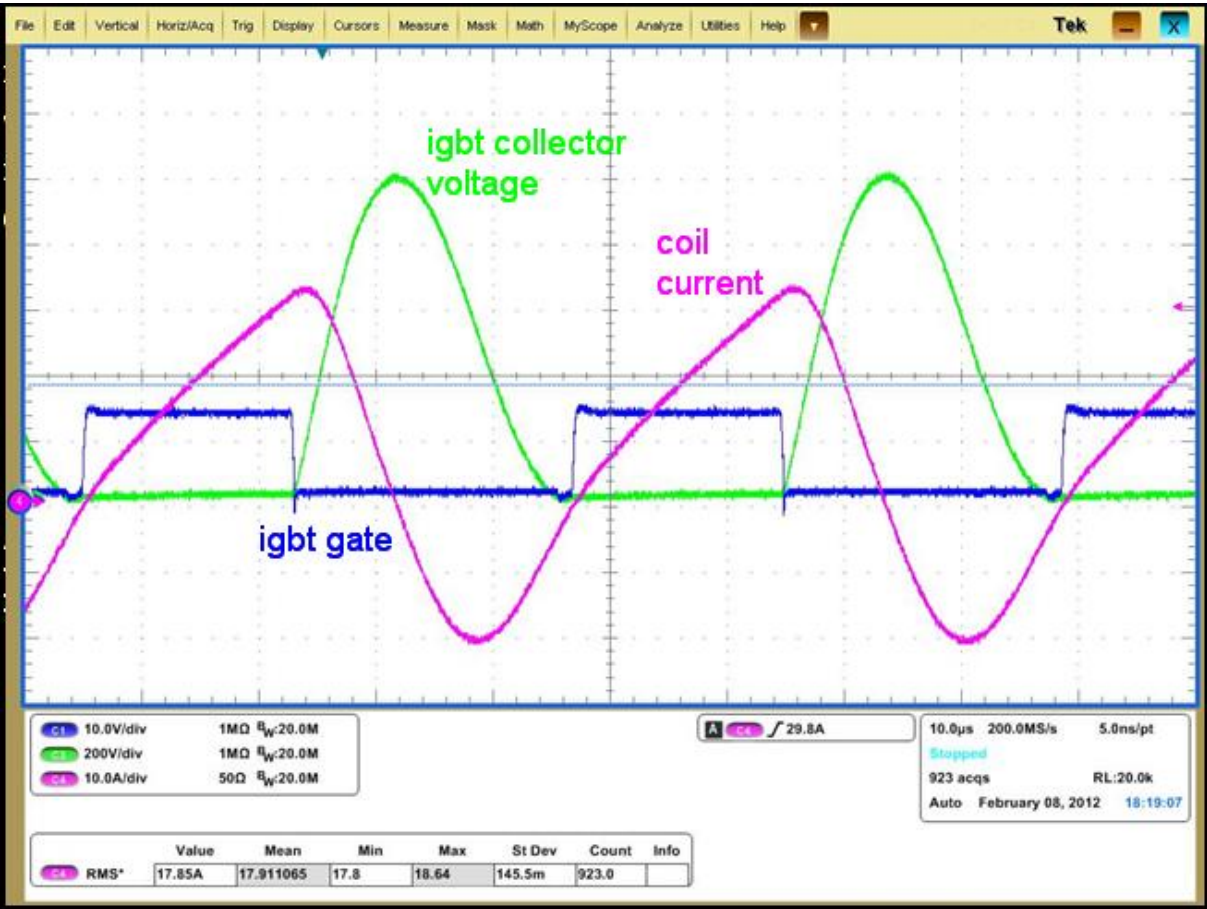 File Edit Vertical Horiz/Acq Trig Display Cursors Measure Mask Math MyScope Analyze Utilities Help Tek X
igbt collector
voltage
coil
current
igbt gate
4
C1 10.0V/div 1MΩ BW:20.0M
C3 200V/div 1MΩ BW:20.0M
C4 10.0A/div 50Ω BW:20.0M
A C4 29.8A
10.0µs 200.0MS/s 5.0ns/pt
Stopped
923 acqs RL:20.0k
Auto February 08, 2012 18:19:07
Value Mean Min Max St Dev Count Info
C4 RMS* 17.85A 17.911065 17.8 18.64 145.5m 923.0